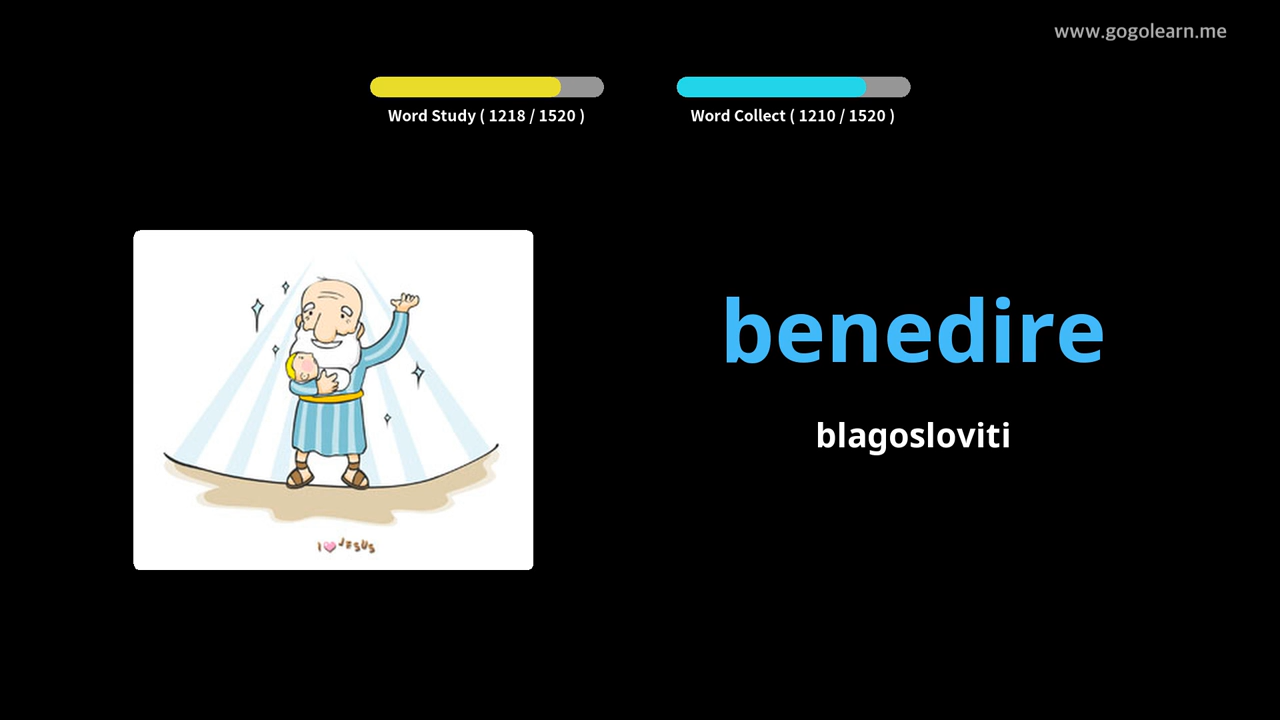 www.gogolearn.me
Word Study ( 1218 / 1520 )
Word Collect ( 1210 / 1520 )
benedire
blagosloviti
I JESUS